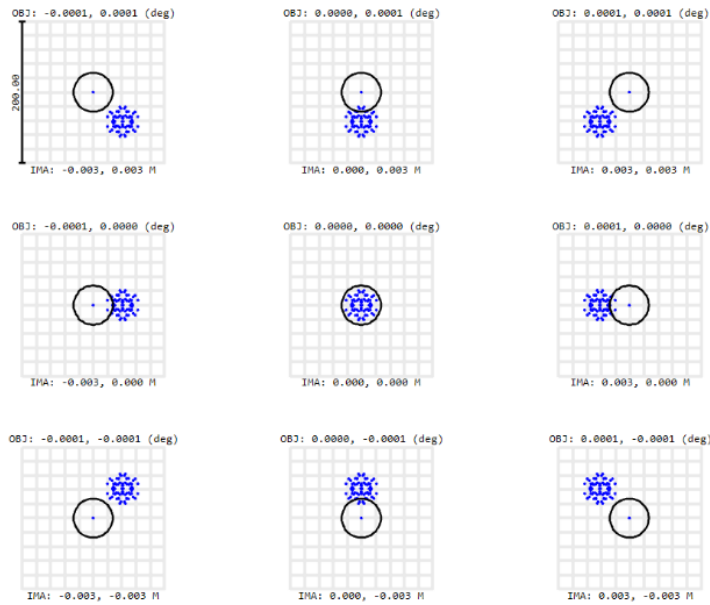 OBJ: -0.0001, 0.0001 (deg)
OBJ: 0.0000, 0.0001 (deg)
OBJ: 0.0001, 0.0001 (deg)
200.00
IMA: -0.003, 0.003 M
IMA: 0.000, 0.003 M
IMA: 0.003, 0.003 M
OBJ: -0.0001, 0.0000 (deg)
OBJ: 0.0000, 0.0000 (deg)
OBJ: 0.0001, 0.0000 (deg)
IMA: -0.003, 0.000 M
IMA: 0.000, 0.000 M
IMA: 0.003, 0.000 M
OBJ: -0.0001, -0.0001 (deg)
OBJ: 0.0000, -0.0001 (deg)
OBJ: 0.0001, -0.0001 (deg)
IMA: -0.003, -0.003 M
IMA: 0.000, -0.003 M
IMA: 0.003, -0.003 M